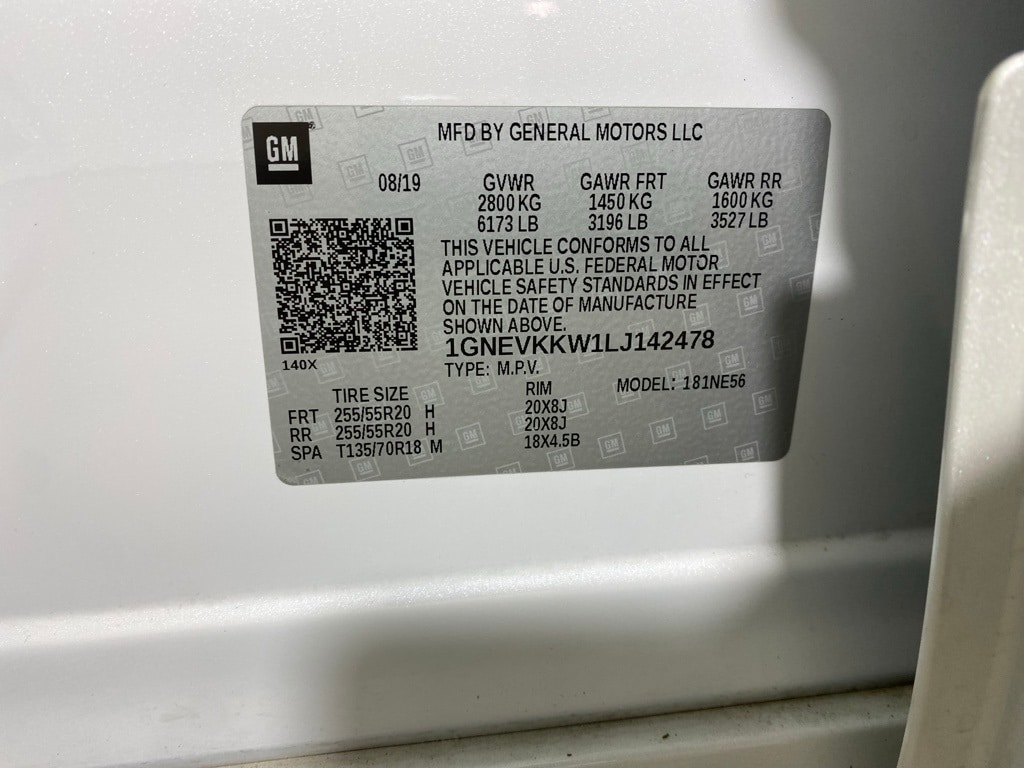 GM
MFD BY GENERAL MOTORS LLC
08/19 GVWR GAWR FRT GAWR RR
2800 KG 1450 KG 1600 KG
6173 LB 3196 LB 3527 LB
THIS VEHICLE CONFORMS TO ALL
APPLICABLE U.S. FEDERAL MOTOR
VEHICLE SAFETY STANDARDS IN EFFECT
ON THE DATE OF MANUFACTURE
SHOWN ABOVE.
1GNEVKKW1LJ142478
140X
TYPE: M.P.V.
TIRE SIZE RIM MODEL: 181NE56
FRT 255/55R20 H 20X8J
RR 255/55R20 H 20X8J
SPA T135/70R18 M 18X4.5B